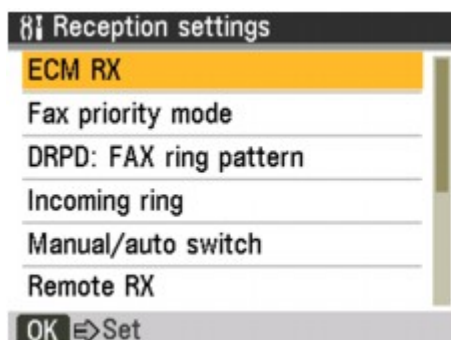 Reception settings
ECM RX
Fax priority mode
DRPD: FAX ring pattern
Incoming ring
Manual/auto switch
Remote RX
OK Set